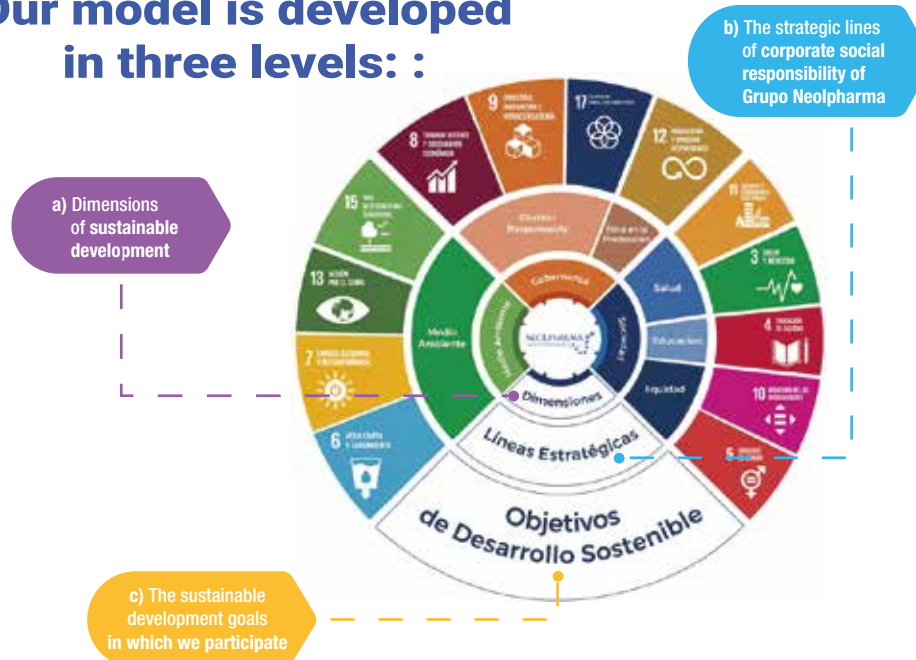 Our model is developed
in three levels: :
b) The strategic lines
of corporate social
responsibility of
Grupo Neolpharma
a) Dimensions
of sustainable
development
9
17
8
12
15
11
13
3
7
4
6
10
5
Gobernanza
Salud
Educación
Equidad
Medio
Ambiente
Medio Ambiente
Sociedad
NEOLPHARMA
Dimensiones
Líneas Estratégicas
Objetivos
de Desarrollo Sostenible
c) The sustainable
development goals
in which we participate